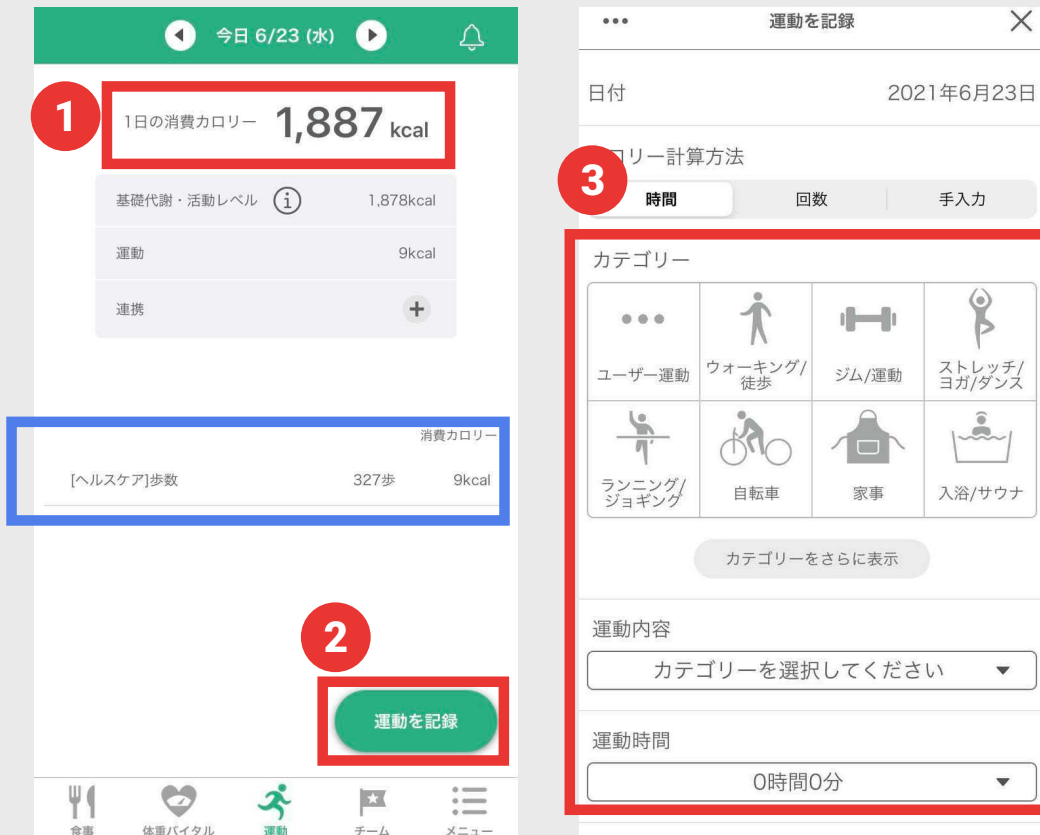 今日 6/23 (水)
1
1日の消費カロリー 1,887 kcal
基礎代謝・活動レベル i 1,878kcal
運動 9kcal
連携 +
消費カロリー
[ヘルスケア]歩数 327歩 9kcal
2
運動を記録
食事 体重バイタル 運動 チーム メニュー
運動を記録
日付 2021年6月23日
ロリー計算方法
3
時間 回数 手入力
カテゴリー
ユーザー運動
ウォーキング/
徒歩
ジム/運動
ストレッチ/
ヨガ/ダンス
ランニング/
ジョギング
自転車
家事
入浴/サウナ
カテゴリーをさらに表示
運動内容
カテゴリーを選択してください
運動時間
0時間0分